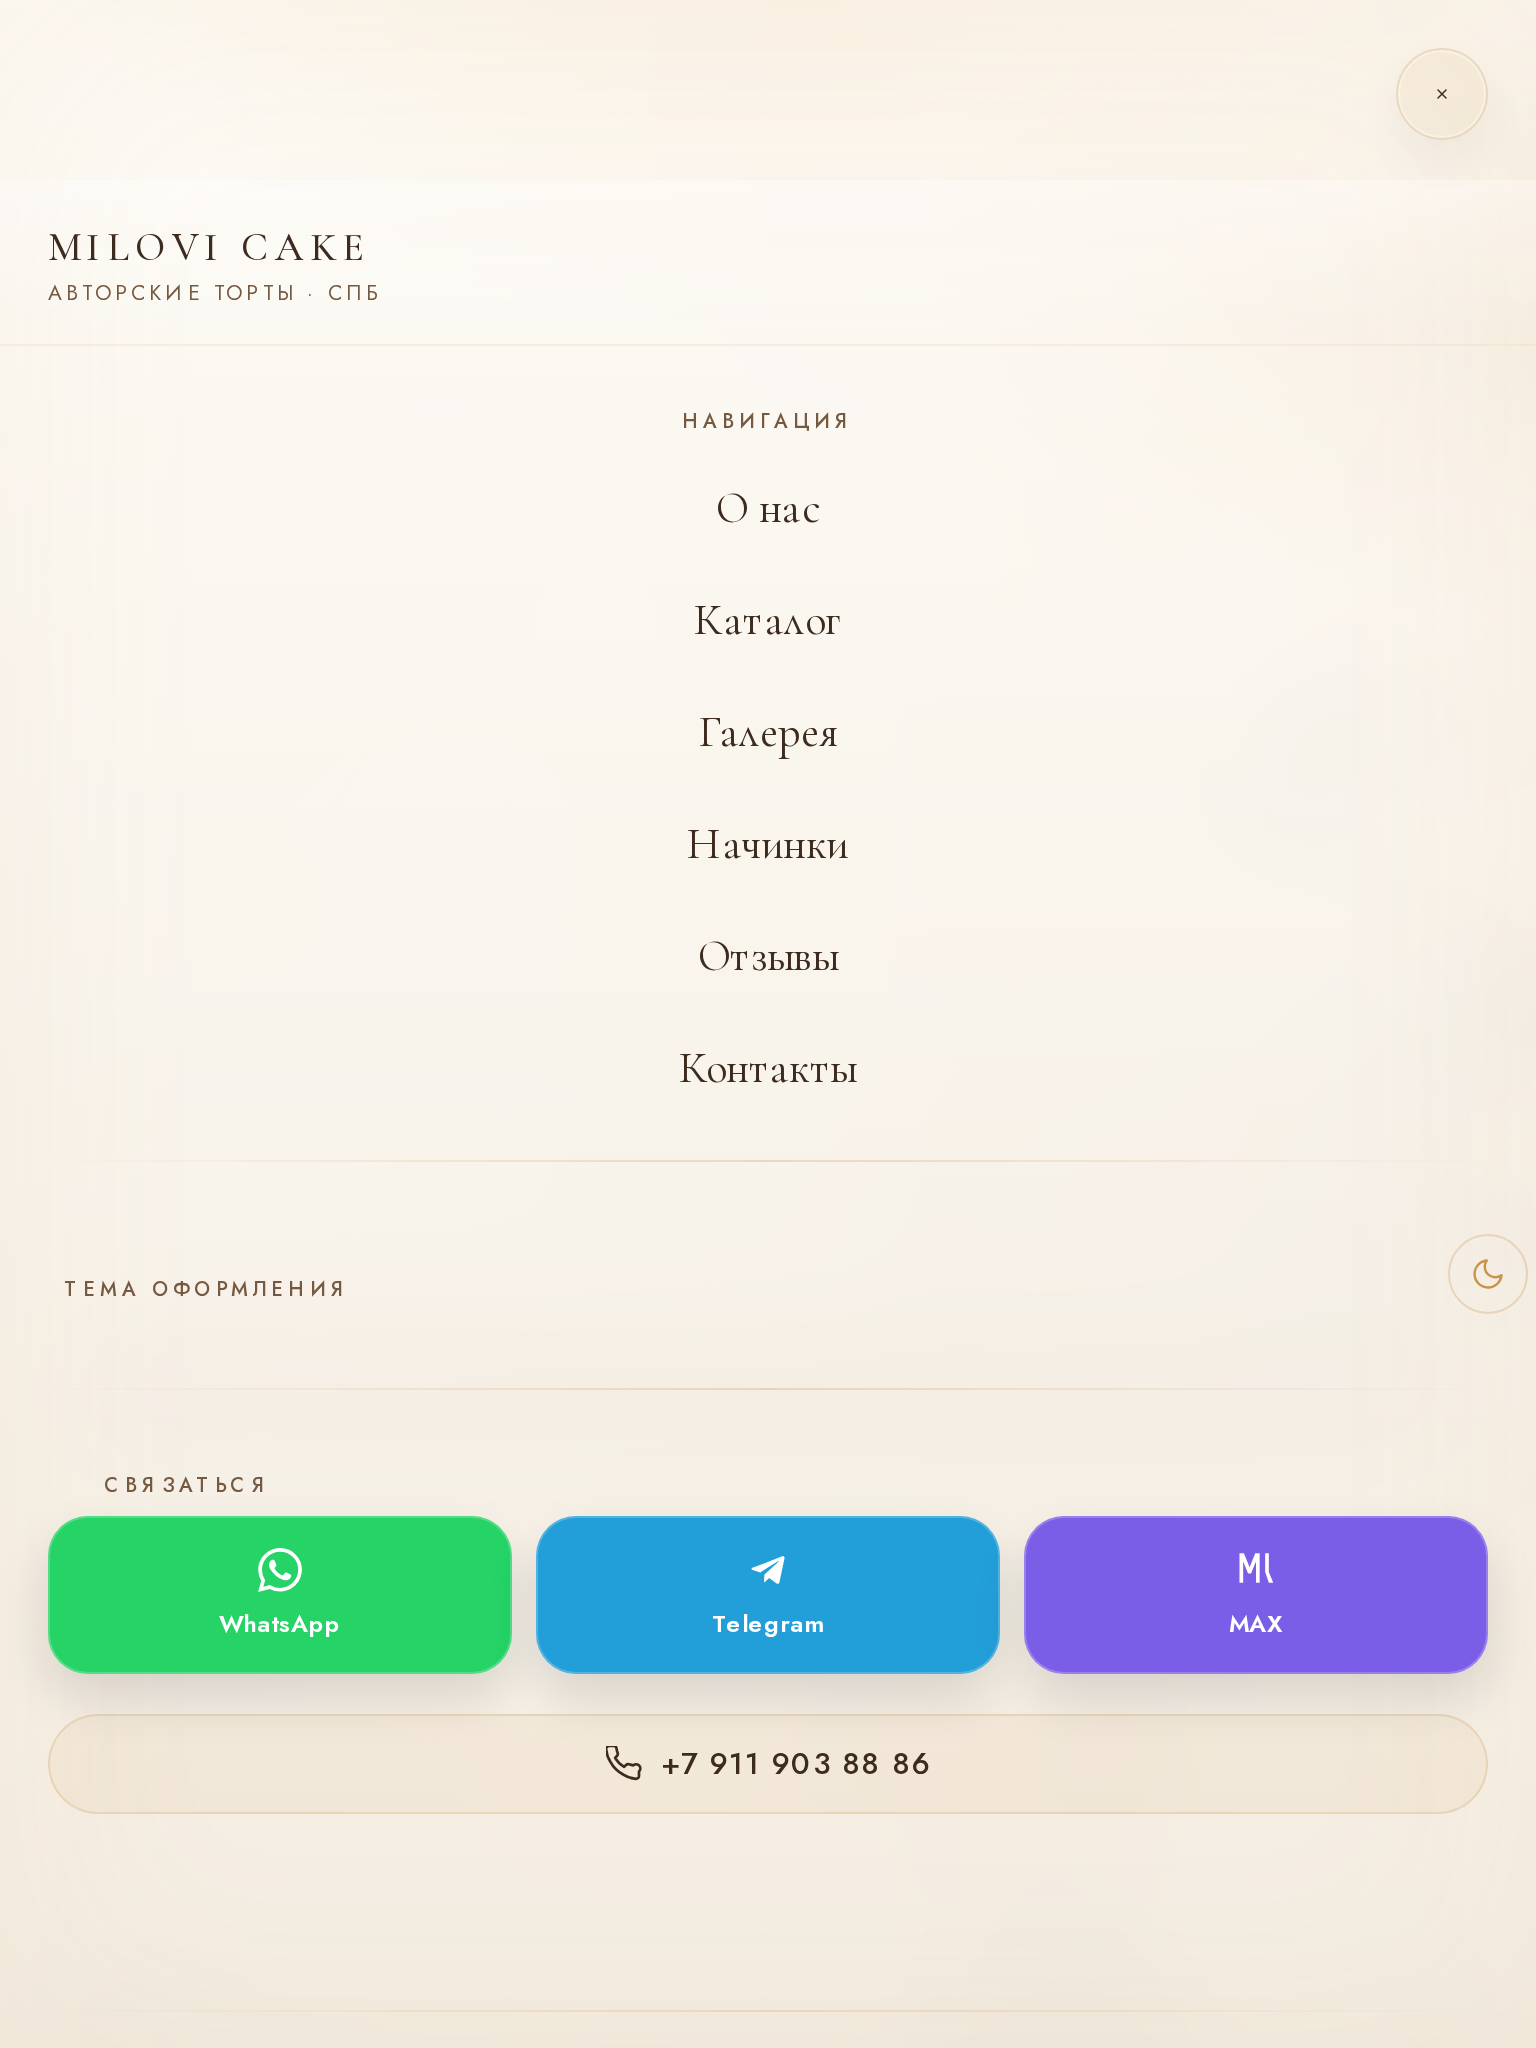 ×
MILOVI CAKE
АВТОРСКИЕ ТОРТЫ · СПБ
НАВИГАЦИЯ
О нас
Каталог
Галерея
Начинки
Отзывы
Контакты
ТЕМА ОФОРМЛЕНИЯ
СВЯЗАТЬСЯ
WhatsApp
Telegram
MAX
+7 911 903 88 86